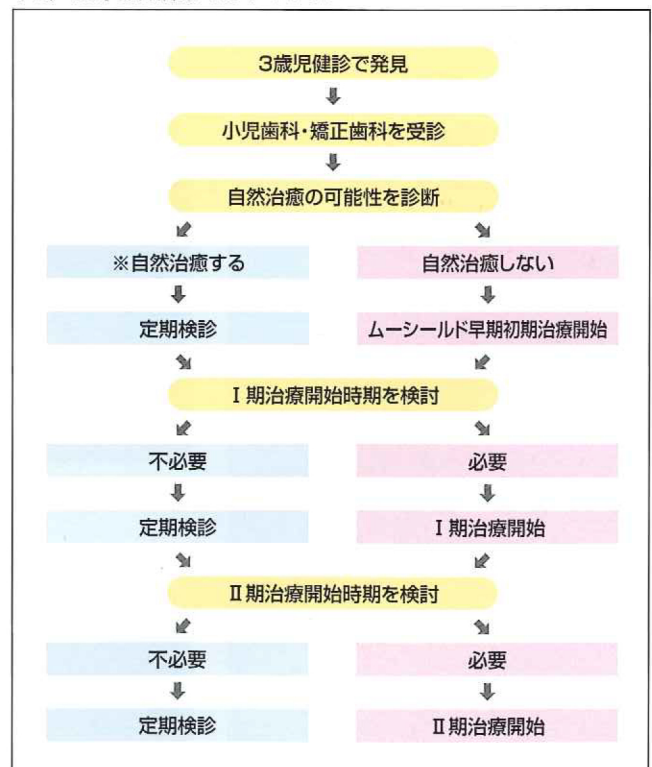 3歳児健診で発見
小児歯科・矯正歯科を受診
自然治癒の可能性を診断
※自然治癒する
自然治癒しない
定期検診
ムーシールド早期初期治療開始
Ⅰ期治療開始時期を検討
不必要
必要
定期検診
Ⅰ期治療開始
Ⅱ期治療開始時期を検討
不必要
必要
定期検診
Ⅱ期治療開始